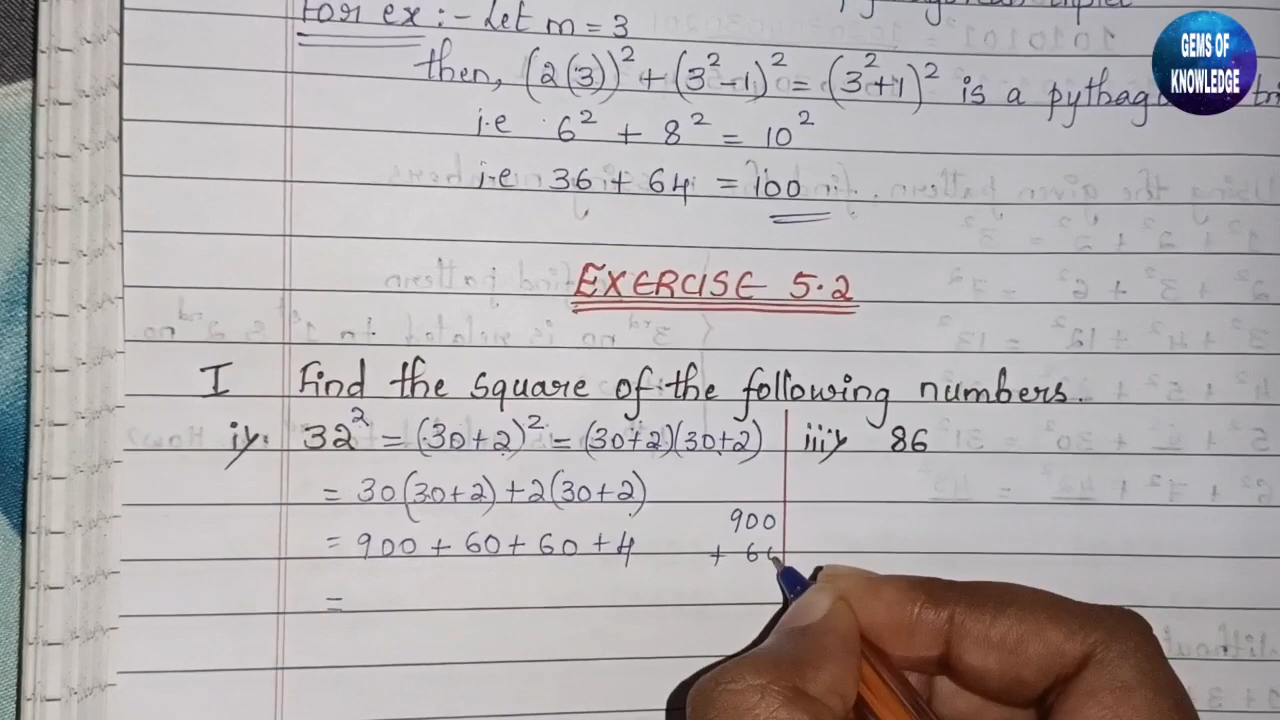 For ex :- Let m = 3
then, (2(3))² + (3² - 1)² = (3² + 1)² is a
i.e 6² + 8² = 10²
i.e 36 + 64 = 100
GEMS OF
KNOWLEDGE
EXERCISE 5.2
I Find the square of the following numbers.
i) 32² = (30+2)² = (30+2)(30+2)
= 30(30+2) + 2(30+2)
= 900 + 60 + 60 + 4
=
900
+ 6
iii) 86